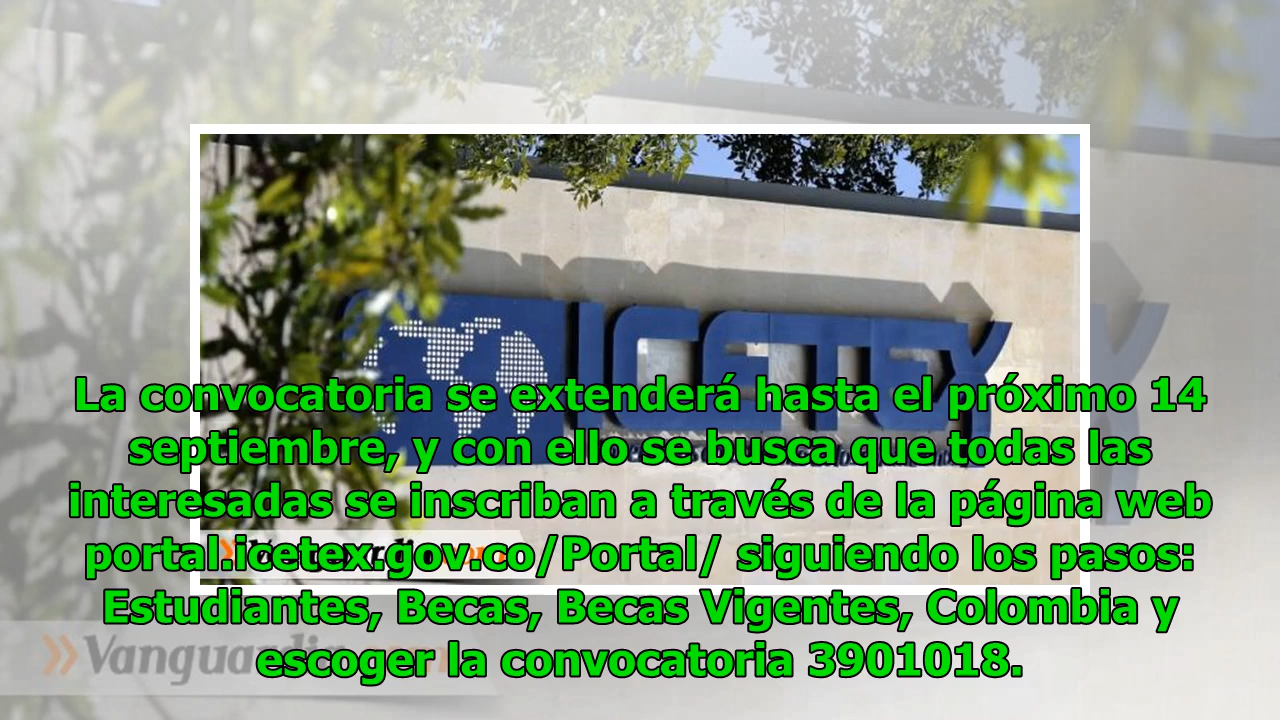 ICETEX
La convocatoria se extenderá hasta el próximo 14
septiembre, y con ello se busca que todas las
interesadas se inscriban a través de la página web
portal.icetex.gov.co/Portal/ siguiendo los pasos:
Estudiantes, Becas, Becas Vigentes, Colombia y
escoger la convocatoria 3901018.